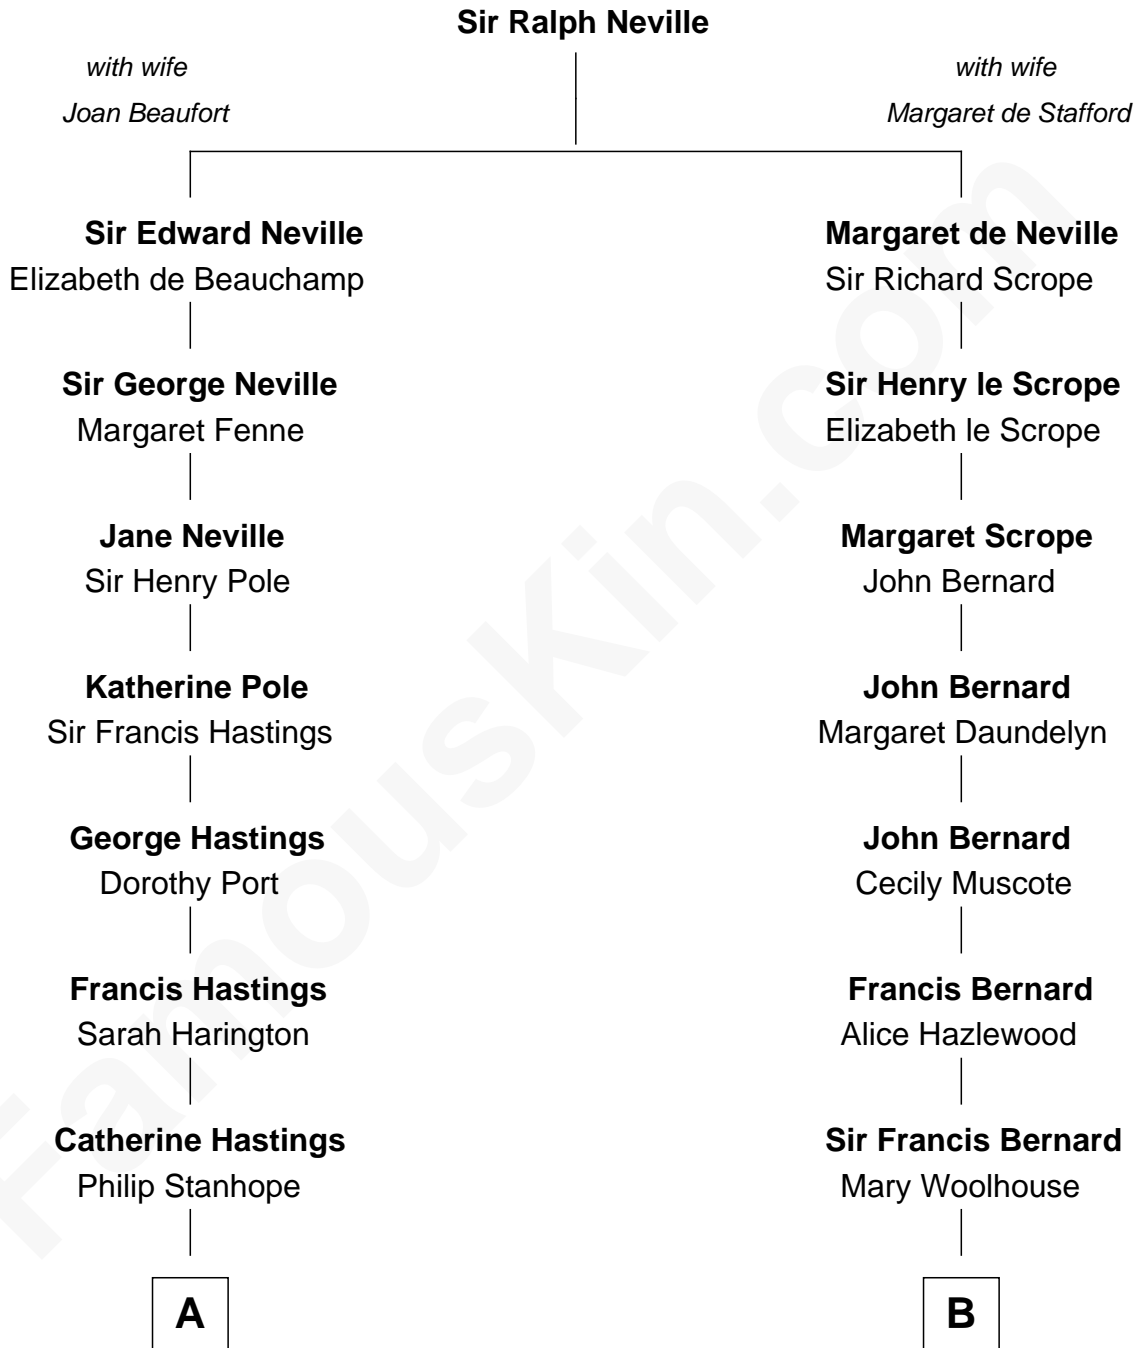 Sir Ralph Neville
with wife
Joan Beaufort
with wife
Margaret de Stafford
Sir Edward Neville
Elizabeth de Beauchamp
Margaret de Neville
Sir Richard Scrope
Sir George Neville
Margaret Fenne
Sir Henry le Scrope
Elizabeth le Scrope
Jane Neville
Sir Henry Pole
Margaret Scrope
John Bernard
Katherine Pole
Sir Francis Hastings
John Bernard
Margaret Daundelyn
George Hastings
Dorothy Port
John Bernard
Cecily Muscote
Francis Hastings
Sarah Harington
Francis Bernard
Alice Hazlewood
Catherine Hastings
Philip Stanhope
Sir Francis Bernard
Mary Woolhouse
A
B
FamousKin.com